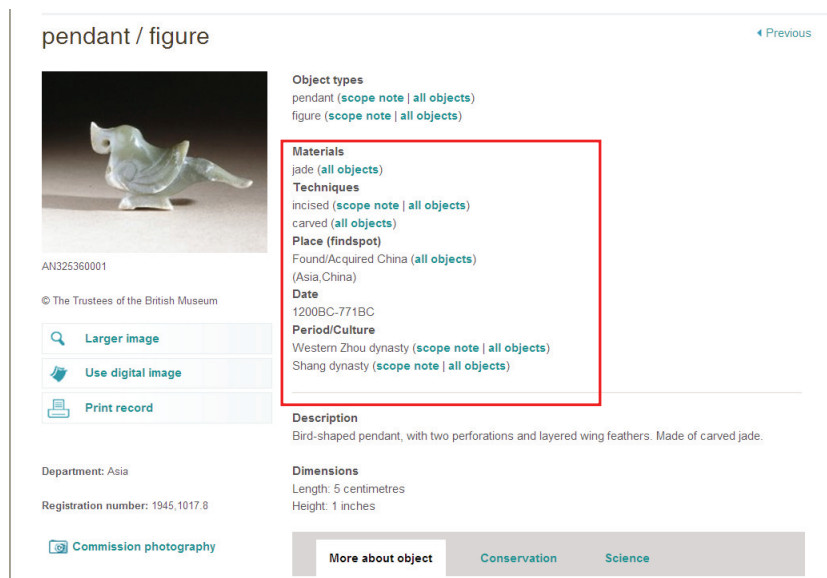 pendant / figure
Previous
Object types
pendant (scope note | all objects)
figure (scope note | all objects)
Materials
jade (all objects)
Techniques
incised (scope note | all objects)
carved (all objects)
Place (findspot)
Found/Acquired China (all objects)
(Asia,China)
Date
1200BC-771BC
Period/Culture
Western Zhou dynasty (scope note | all objects)
Shang dynasty (scope note | all objects)
AN325360001
© The Trustees of the British Museum
Larger image
Use digital image
Print record
Description
Bird-shaped pendant, with two perforations and layered wing feathers. Made of carved jade.
Department: Asia
Registration number: 1945,1017.8
Commission photography
Dimensions
Length: 5 centimetres
Height: 1 inches
More about object
Conservation
Science